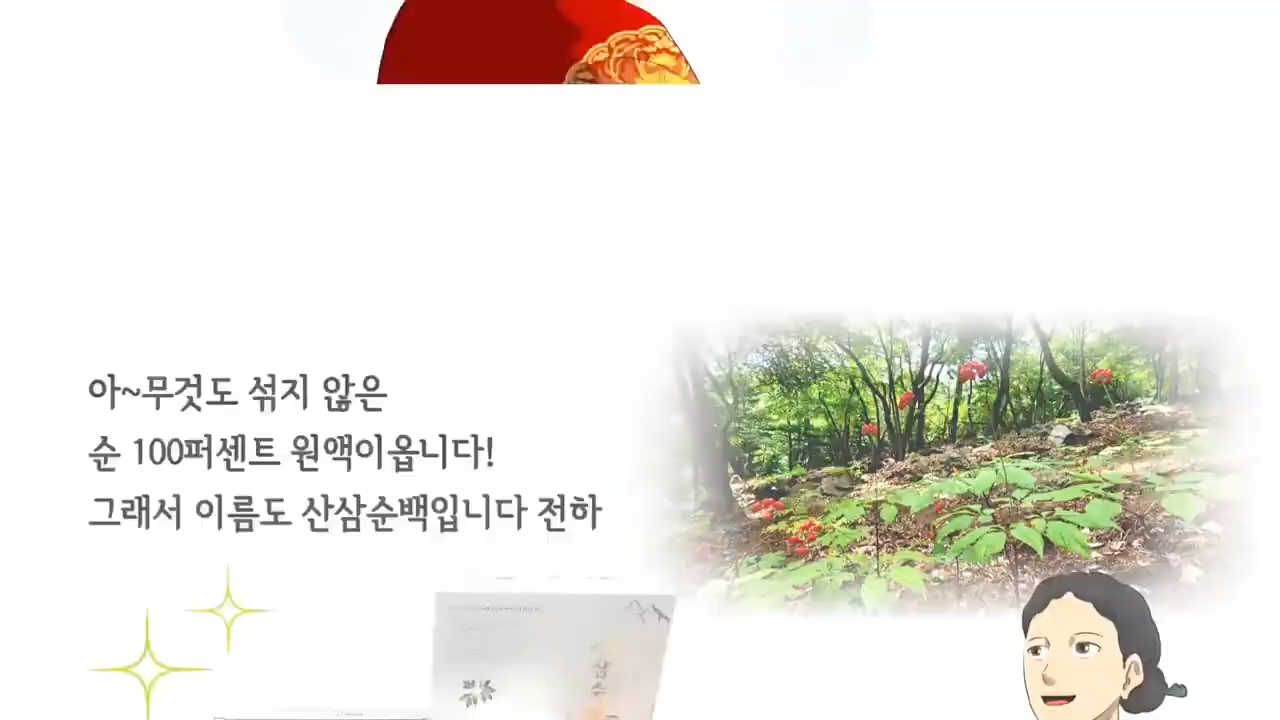 아~무것도 섞지 않은
순 100퍼센트 원액이옵니다!
그래서 이름도 산삼순백입니다 전하